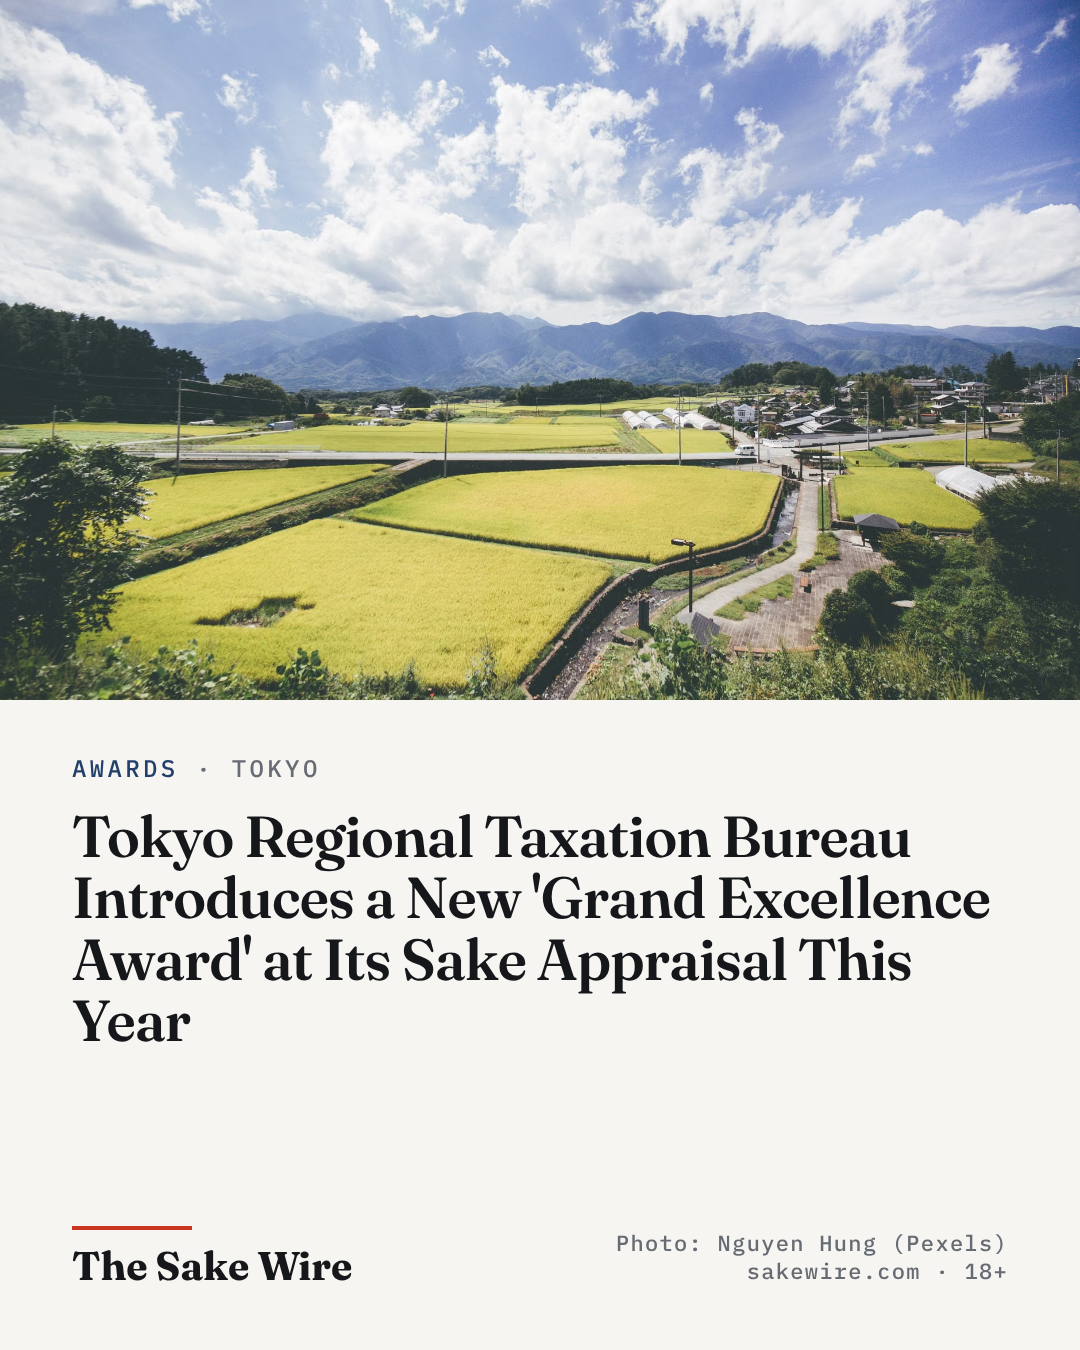 AWARDS · TOKYO
Tokyo Regional Taxation Bureau
Introduces a New 'Grand Excellence
Award' at Its Sake Appraisal This
Year
The Sake Wire
Photo: Nguyen Hung (Pexels)
sakewire.com · 18+